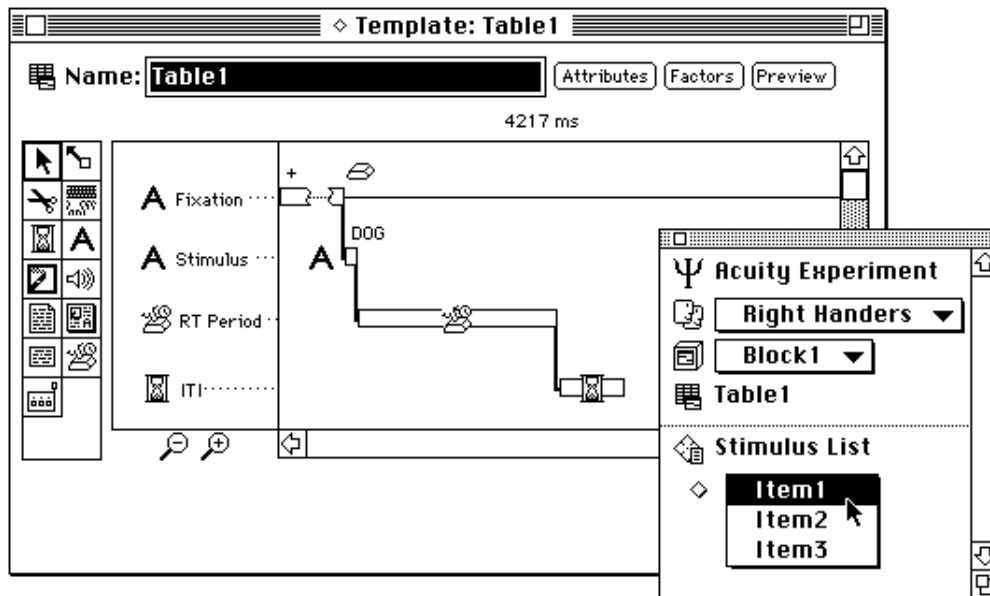 Template: Table1
Name: Table1
Attributes Factors Preview
4217 ms
A Fixation
+
A Stimulus
A DOG
RT Period
ITI
A
A
Ψ Acuity Experiment
Right Handers
Block1
Table1
Stimulus List
Item1
Item2
Item3